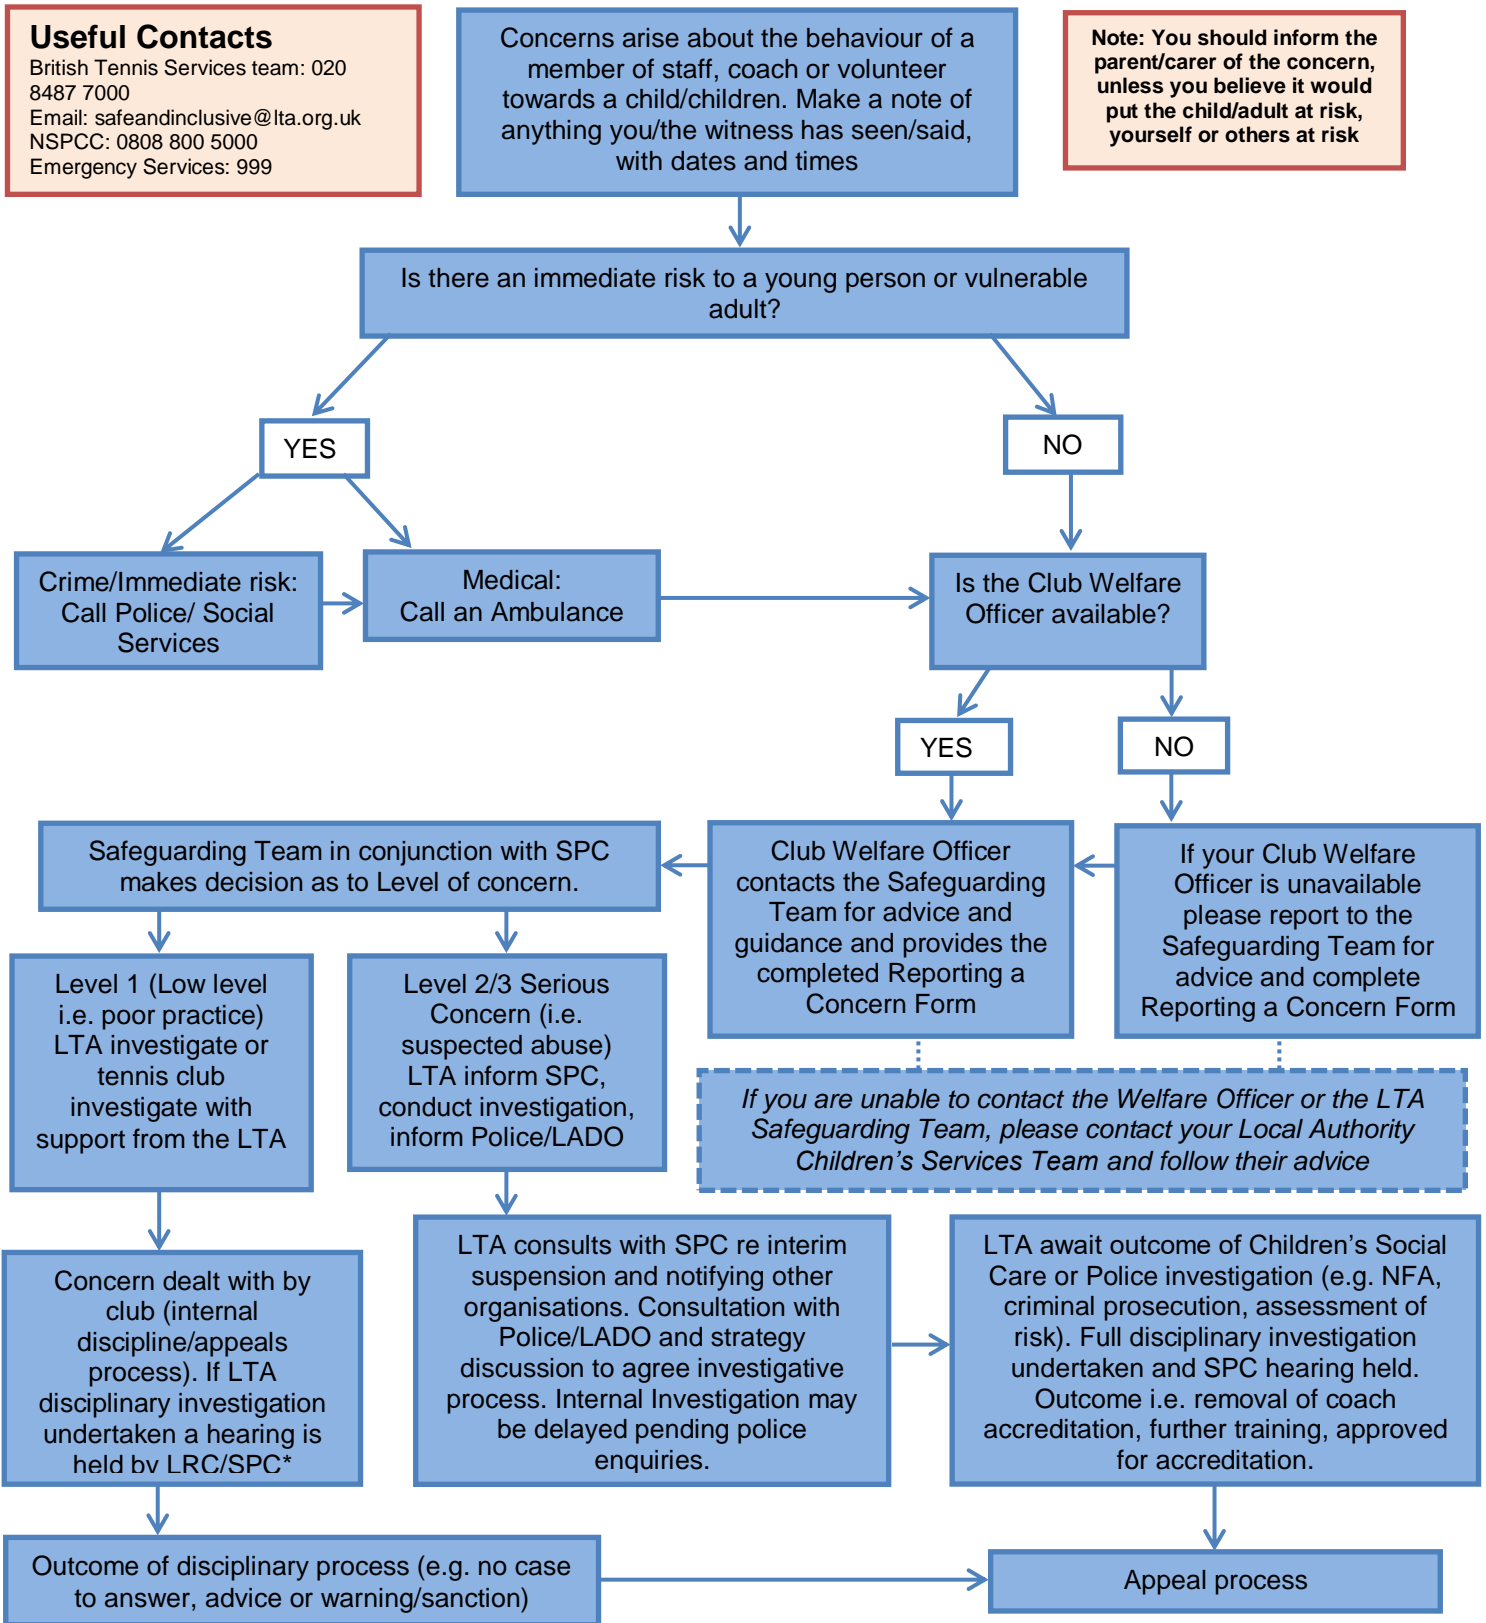 Useful Contacts
British Tennis Services team: 020
8487 7000
Email: safeandinclusive@lta.org.uk
NSPCC: 0808 800 5000
Emergency Services: 999
Concerns arise about the behaviour of a
member of staff, coach or volunteer
towards a child/children. Make a note of
anything you/the witness has seen/said,
with dates and times
Note: You should inform the
parent/carer of the concern,
unless you believe it would
put the child/adult at risk,
yourself or others at risk
Is there an immediate risk to a young person or vulnerable
adult?
YES
NO
Crime/Immediate risk:
Call Police/ Social
Services
Medical:
Call an Ambulance
Is the Club Welfare
Officer available?
YES
NO
Safeguarding Team in conjunction with SPC
makes decision as to Level of concern.
Club Welfare Officer
contacts the Safeguarding
Team for advice and
guidance and provides the
completed Reporting a
Concern Form
If your Club Welfare
Officer is unavailable
please report to the
Safeguarding Team for
advice and complete
Reporting a Concern Form
Level 1 (Low level
i.e. poor practice)
LTA investigate or
tennis club
investigate with
support from the LTA
Level 2/3 Serious
Concern (i.e.
suspected abuse)
LTA inform SPC,
conduct investigation,
inform Police/LADO
If you are unable to contact the Welfare Officer or the LTA
Safeguarding Team, please contact your Local Authority
Children’s Services Team and follow their advice
Concern dealt with by
club (internal
discipline/appeals
process). If LTA
disciplinary investigation
undertaken a hearing is
held by LRC/SPC*
LTA consults with SPC re interim
suspension and notifying other
organisations. Consultation with
Police/LADO and strategy
discussion to agree investigative
process. Internal Investigation may
be delayed pending police
enquiries.
LTA await outcome of Children’s Social
Care or Police investigation (e.g. NFA,
criminal prosecution, assessment of
risk). Full disciplinary investigation
undertaken and SPC hearing held.
Outcome i.e. removal of coach
accreditation, further training, approved
for accreditation.
Outcome of disciplinary process (e.g. no case
to answer, advice or warning/sanction)
Appeal process